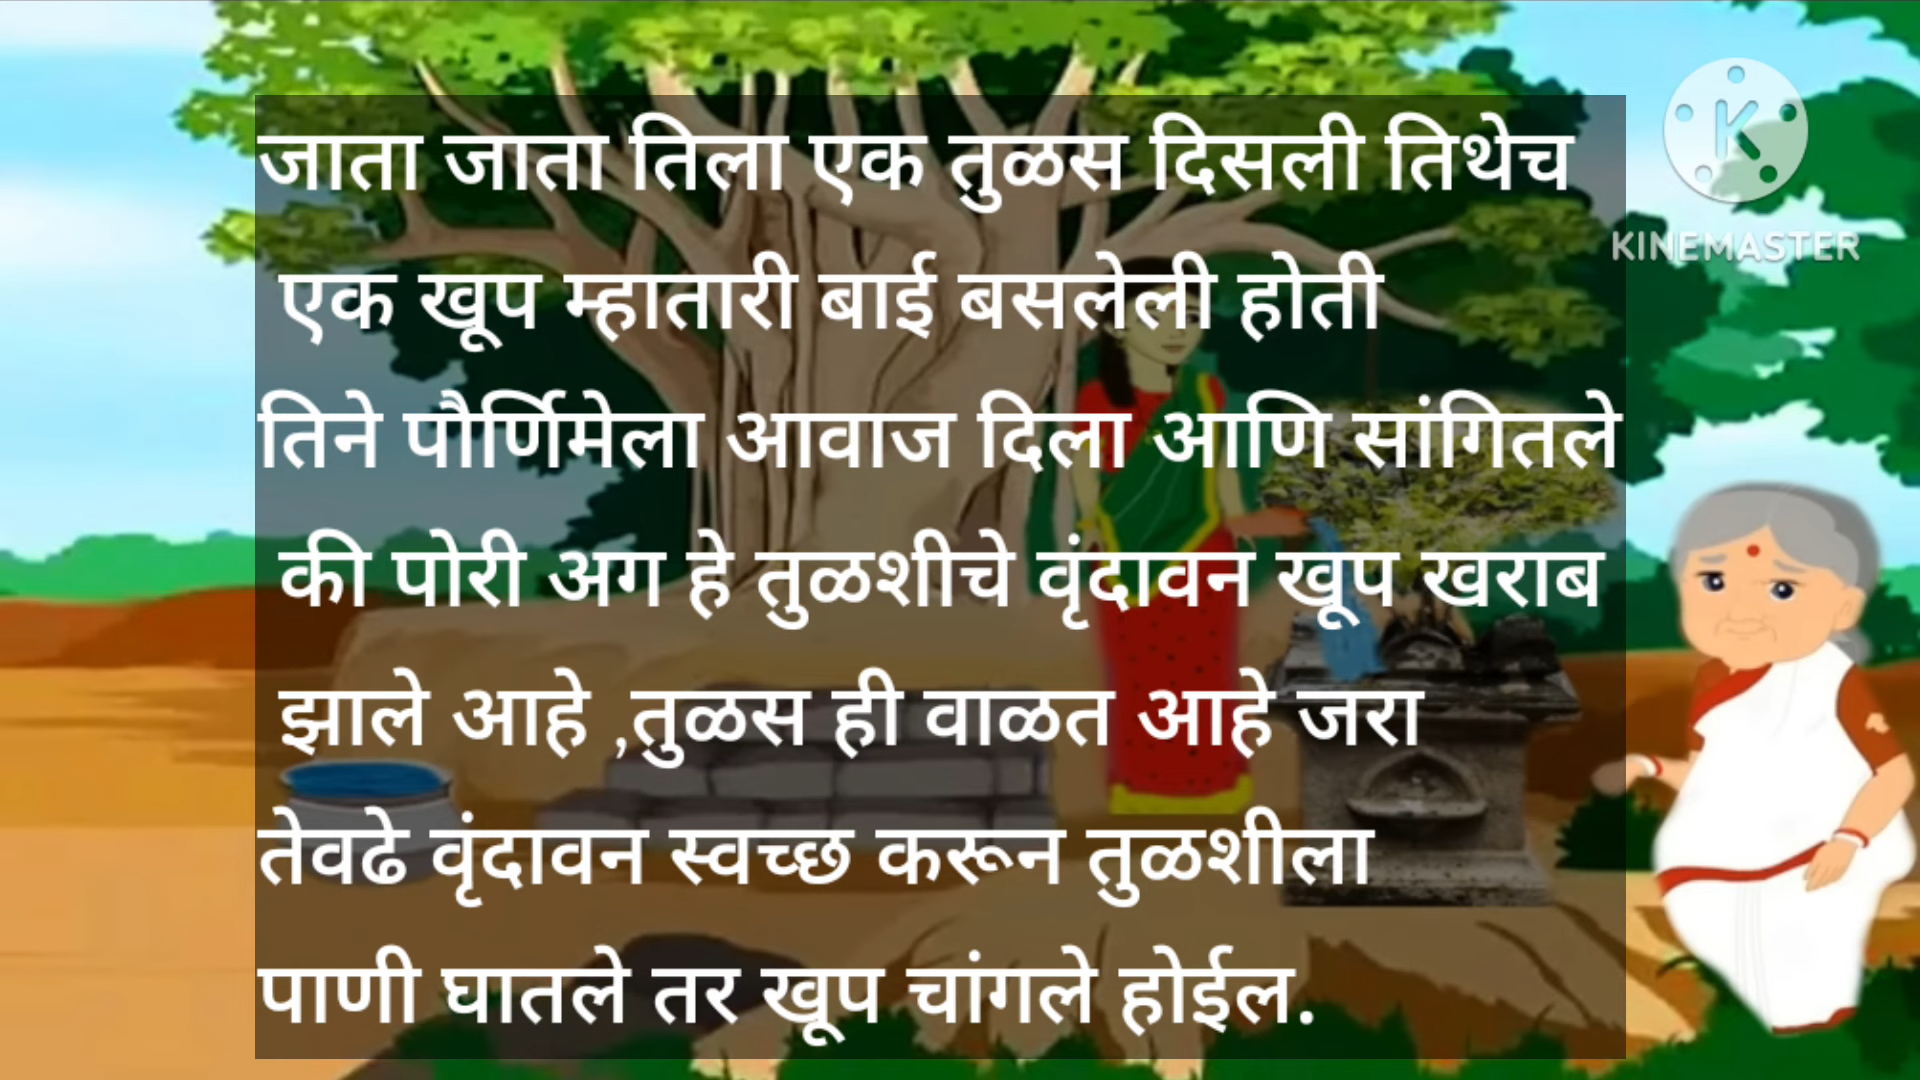 जाता जाता तिला एक तुळस दिसली तिथेच
एक खूप म्हातारी बाई बसलेली होती
तिने पौर्णिमेला आवाज दिला आणि सांगितले
की पोरी अग हे तुळशीचे वृंदावन खूप खराब
झाले आहे ,तुळस ही वाळत आहे जरा
तेवढे वृंदावन स्वच्छ करून तुळशीला
पाणी घातले तर खूप चांगले होईल.
K
KINEMASTER